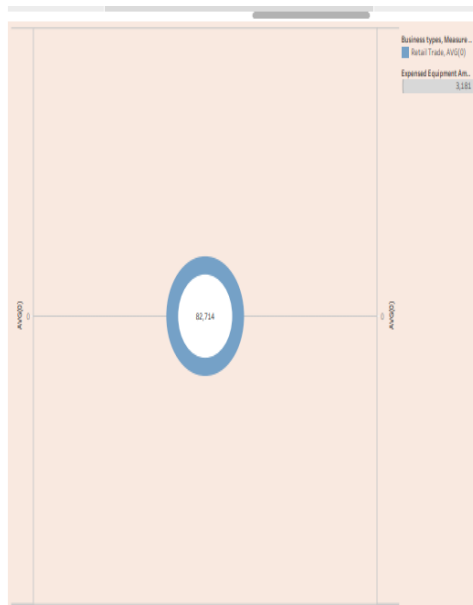 Business types, Measure ..
Retail Trade, AVG(0)
Expensed Equipment Am..
3,181
AVG(0)
0
82,714
0
AVG(0)